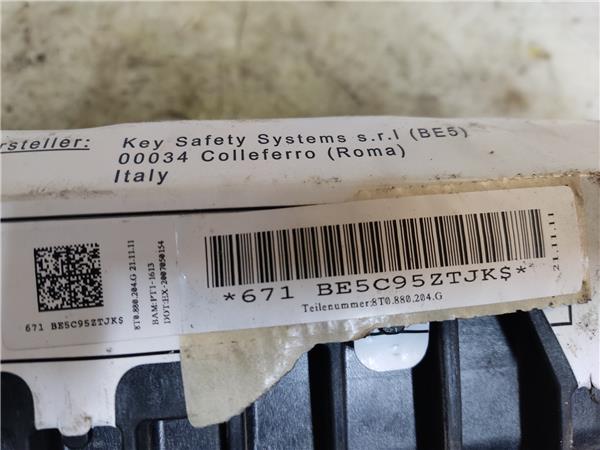 rsteller: Key Safety Systems s.r.l (BE5)
00034 Colleferro (Roma)
Italy
8T0.880.204.G 21.11.11
BAM-PT1-1613
DOT:EX-2007050154
671 BE5C95ZTJK$
*671 BE5C95ZTJK$*
Teilenummer:8T0.880.204.G
21.11.11